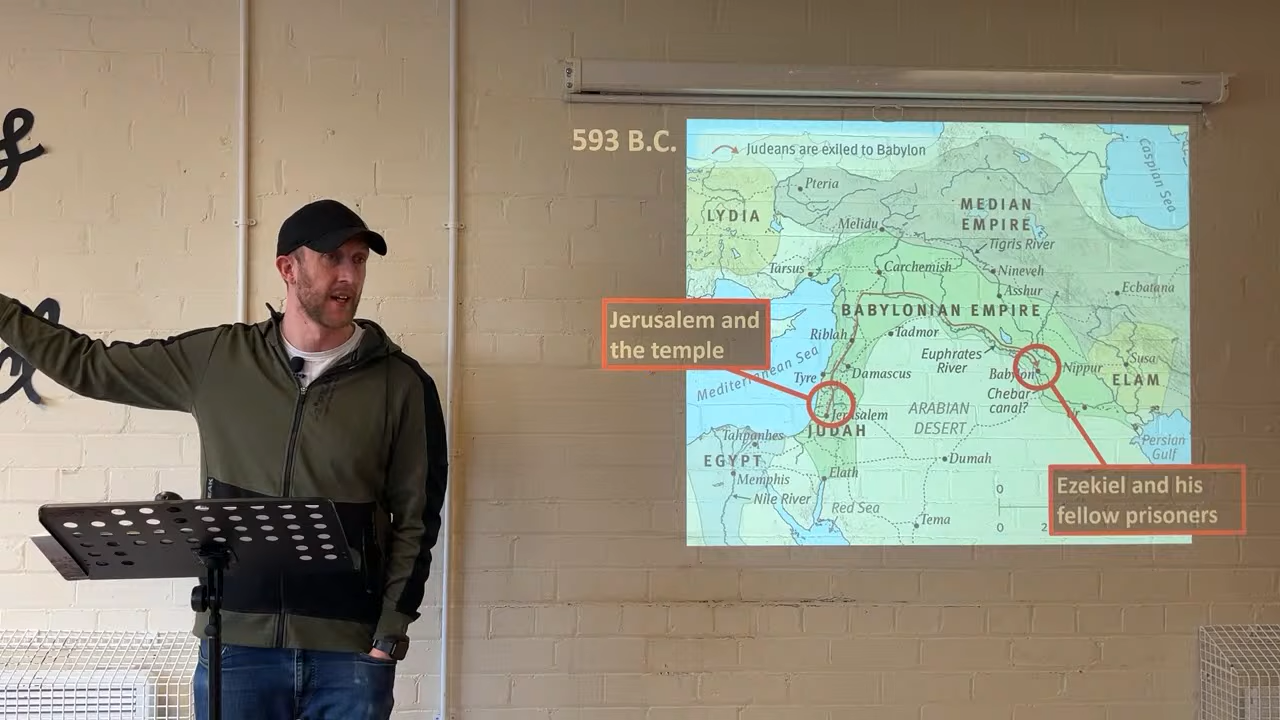 593 B.C.
Judeans are exiled to Babylon
Caspian Sea
Pteria
LYDIA
MEDIAN
EMPIRE
Melidu
Tigris River
Tarsus
Carchemish
Nineveh
Asshur
Ecbatana
BABYLONIAN EMPIRE
Jerusalem and
the temple
Riblah
Tadmor
Euphrates
River
Mediterranean Sea
Tyre
Damascus
Babylon
Nippur
Susa
ELAM
Chebar
canal?
Jerusalem
JUDAH
ARABIAN
DESERT
Persian
Gulf
Tahpanhes
EGYPT
Memphis
Nile River
Elath
Dumah
Red Sea
Tema
0
0
2
Ezekiel and his
fellow prisoners